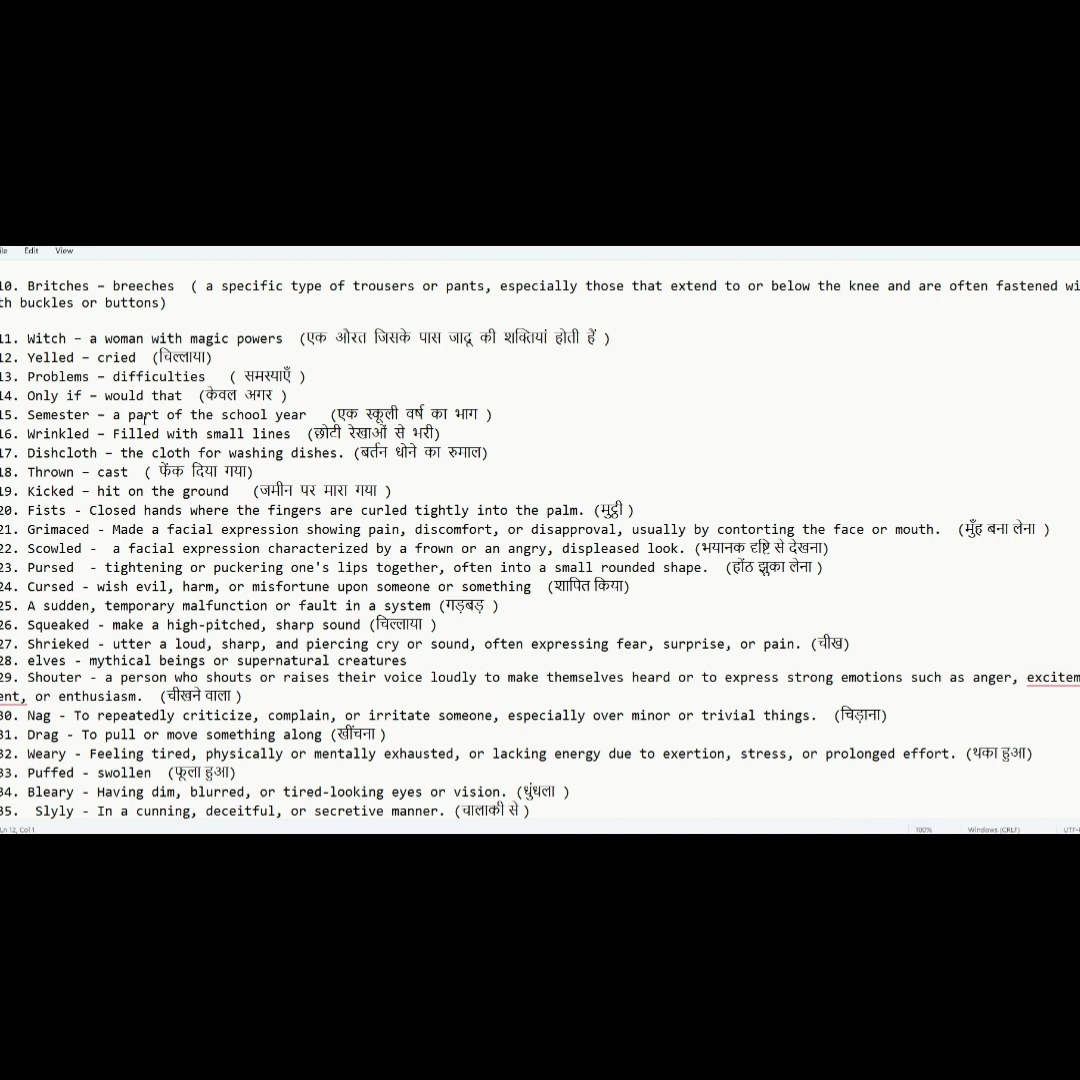 ile Edit View
10. Britches – breeches ( a specific type of trousers or pants, especially those that extend to or below the knee and are often fastened wi
th buckles or buttons)
11. Witch – a woman with magic powers (एक औरत जिसके पास जादू की शक्तियां होती हैं )
12. Yelled – cried (चिल्लाया)
13. Problems – difficulties ( समस्याएँ )
14. Only if – would that (केवल अगर )
15. Semester – a part of the school year (एक स्कूली वर्ष का भाग )
16. Wrinkled – Filled with small lines (छोटी रेखाओं से भरी)
17. Dishcloth – the cloth for washing dishes. (बर्तन धोने का रुमाल)
18. Thrown – cast ( फेंक दिया गया)
19. Kicked – hit on the ground (जमीन पर मारा गया )
20. Fists - Closed hands where the fingers are curled tightly into the palm. (मुट्ठी )
21. Grimaced - Made a facial expression showing pain, discomfort, or disapproval, usually by contorting the face or mouth. (मुँह बना लेना )
22. Scowled - a facial expression characterized by a frown or an angry, displeased look. (भयानक दृष्टि से देखना)
23. Pursed - tightening or puckering one's lips together, often into a small rounded shape. (होंठ झुका लेना )
24. Cursed - wish evil, harm, or misfortune upon someone or something (शापित किया)
25. A sudden, temporary malfunction or fault in a system (गड़बड़ )
26. Squeaked - make a high-pitched, sharp sound (चिल्लाया )
27. Shrieked - utter a loud, sharp, and piercing cry or sound, often expressing fear, surprise, or pain. (चीख)
28. elves - mythical beings or supernatural creatures
29. Shouter - a person who shouts or raises their voice loudly to make themselves heard or to express strong emotions such as anger, excitem
ent, or enthusiasm. (चीखने वाला )
30. Nag - To repeatedly criticize, complain, or irritate someone, especially over minor or trivial things. (चिड़ाना)
31. Drag - To pull or move something along (खींचना )
32. Weary - Feeling tired, physically or mentally exhausted, or lacking energy due to exertion, stress, or prolonged effort. (थका हुआ)
33. Puffed - swollen (फूला हुआ)
34. Bleary - Having dim, blurred, or tired-looking eyes or vision. (धुंधला )
35. Slyly - In a cunning, deceitful, or secretive manner. (चालाकी से )
Ln 12, Col 1 100% Windows (CRLF) UTF-